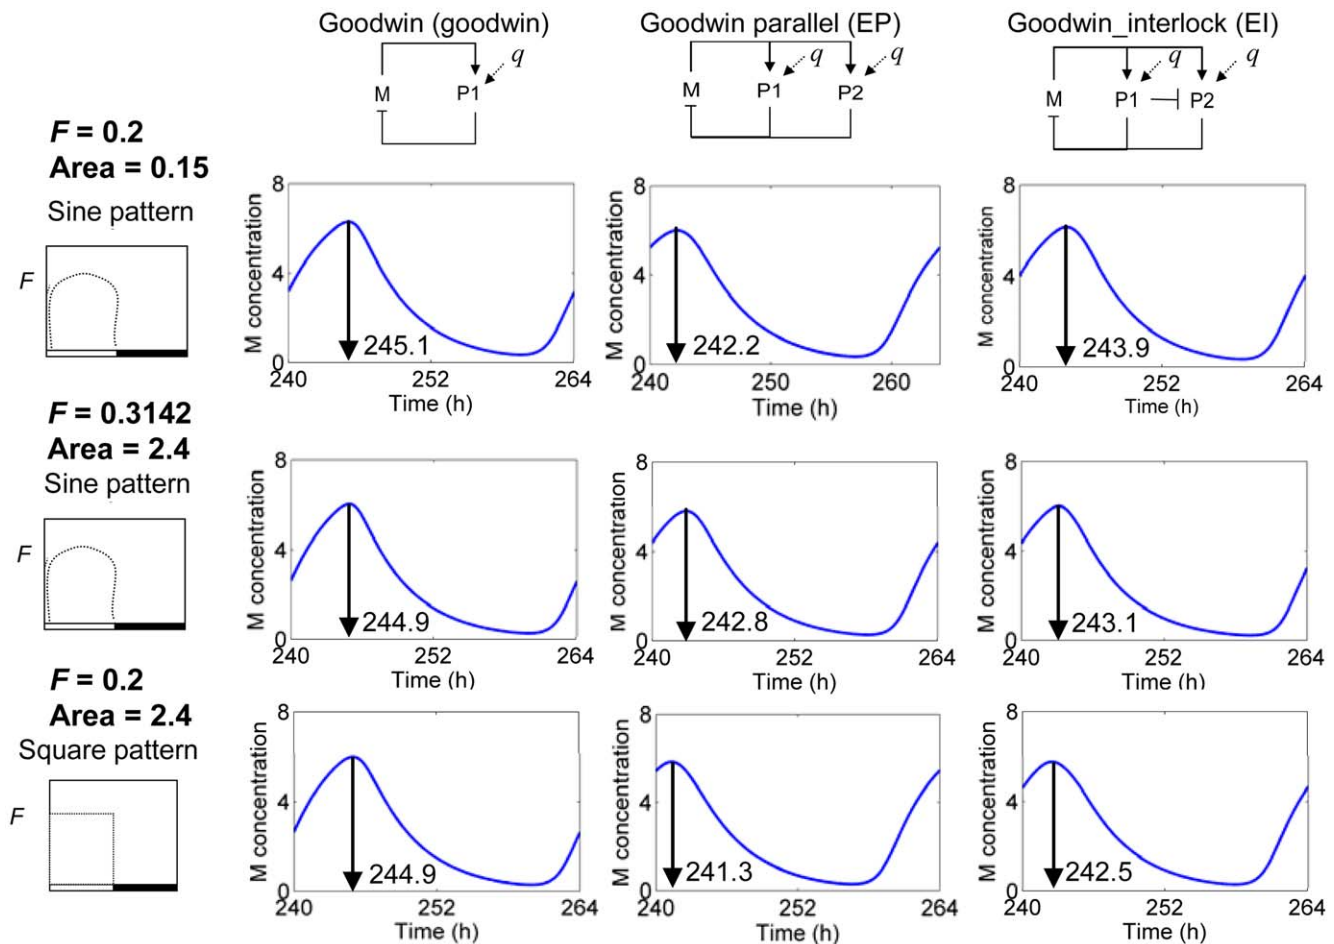 Goodwin (goodwin) Goodwin parallel (EP) Goodwin_interlock (EI)
q q q q q
M P1 M P1 P2 M P1 P2
F = 0.2
Area = 0.15
Sine pattern
F
M concentration 8 4 0 245.1 240 252 264 Time (h)
M concentration 8 4 0 242.2 240 250 260 Time (h)
M concentration 8 4 0 243.9 240 252 264 Time (h)
F = 0.3142
Area = 2.4
Sine pattern
F
M concentration 8 4 0 244.9 240 252 264 Time (h)
M concentration 8 4 0 242.8 240 252 264 Time (h)
M concentration 8 4 0 243.1 240 252 264 Time (h)
F = 0.2
Area = 2.4
Square pattern
F
M concentration 8 4 0 244.9 240 252 264 Time (h)
M concentration 8 4 0 241.3 240 252 264 Time (h)
M concentration 8 4 0 242.5 240 252 264 Time (h)